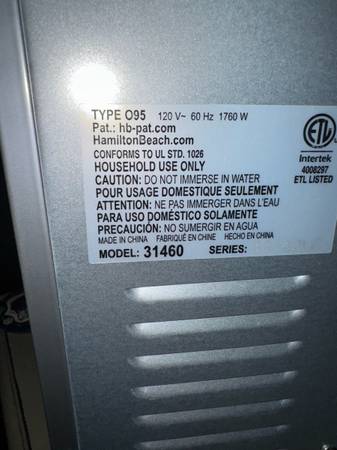 TYPE O95 120 V~ 60 Hz 1760 W
Pat.: hb-pat.com
HamiltonBeach.com
CONFORMS TO UL STD. 1026
HOUSEHOLD USE ONLY
CAUTION: DO NOT IMMERSE IN WATER
POUR USAGE DOMESTIQUE SEULEMENT
ATTENTION: NE PAS IMMERGER DANS L'EAU
PARA USO DOMÉSTICO SOLAMENTE
PRECAUCIÓN: NO SUMERGIR EN AGUA
MADE IN CHINA FABRIQUÉ EN CHINE HECHO EN CHINA
MODEL: 31460 SERIES:
ETL
Intertek
4008297
ETL LISTED